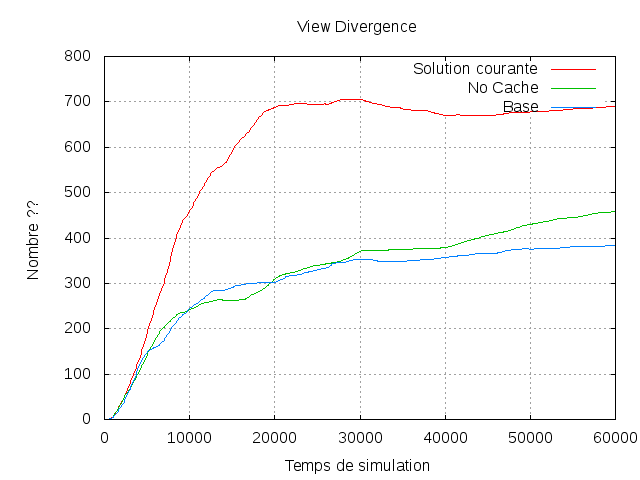 View Divergence
Solution courante
No Cache
Base
Nombre ??
800
700
600
500
400
300
200
100
0
0 10000 20000 30000 40000 50000 60000
Temps de simulation